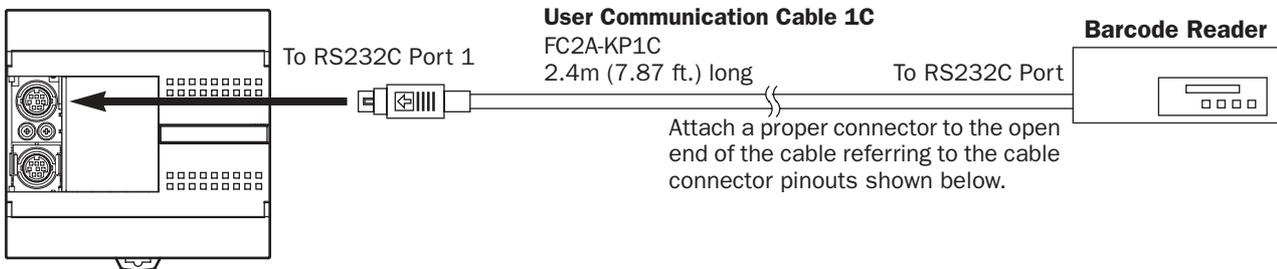 User Communication Cable 1C
Barcode Reader
To RS232C Port 1
FC2A-KP1C
2.4m (7.87 ft.) long
To RS232C Port
Attach a proper connector to the open
end of the cable referring to the cable
connector pinouts shown below.